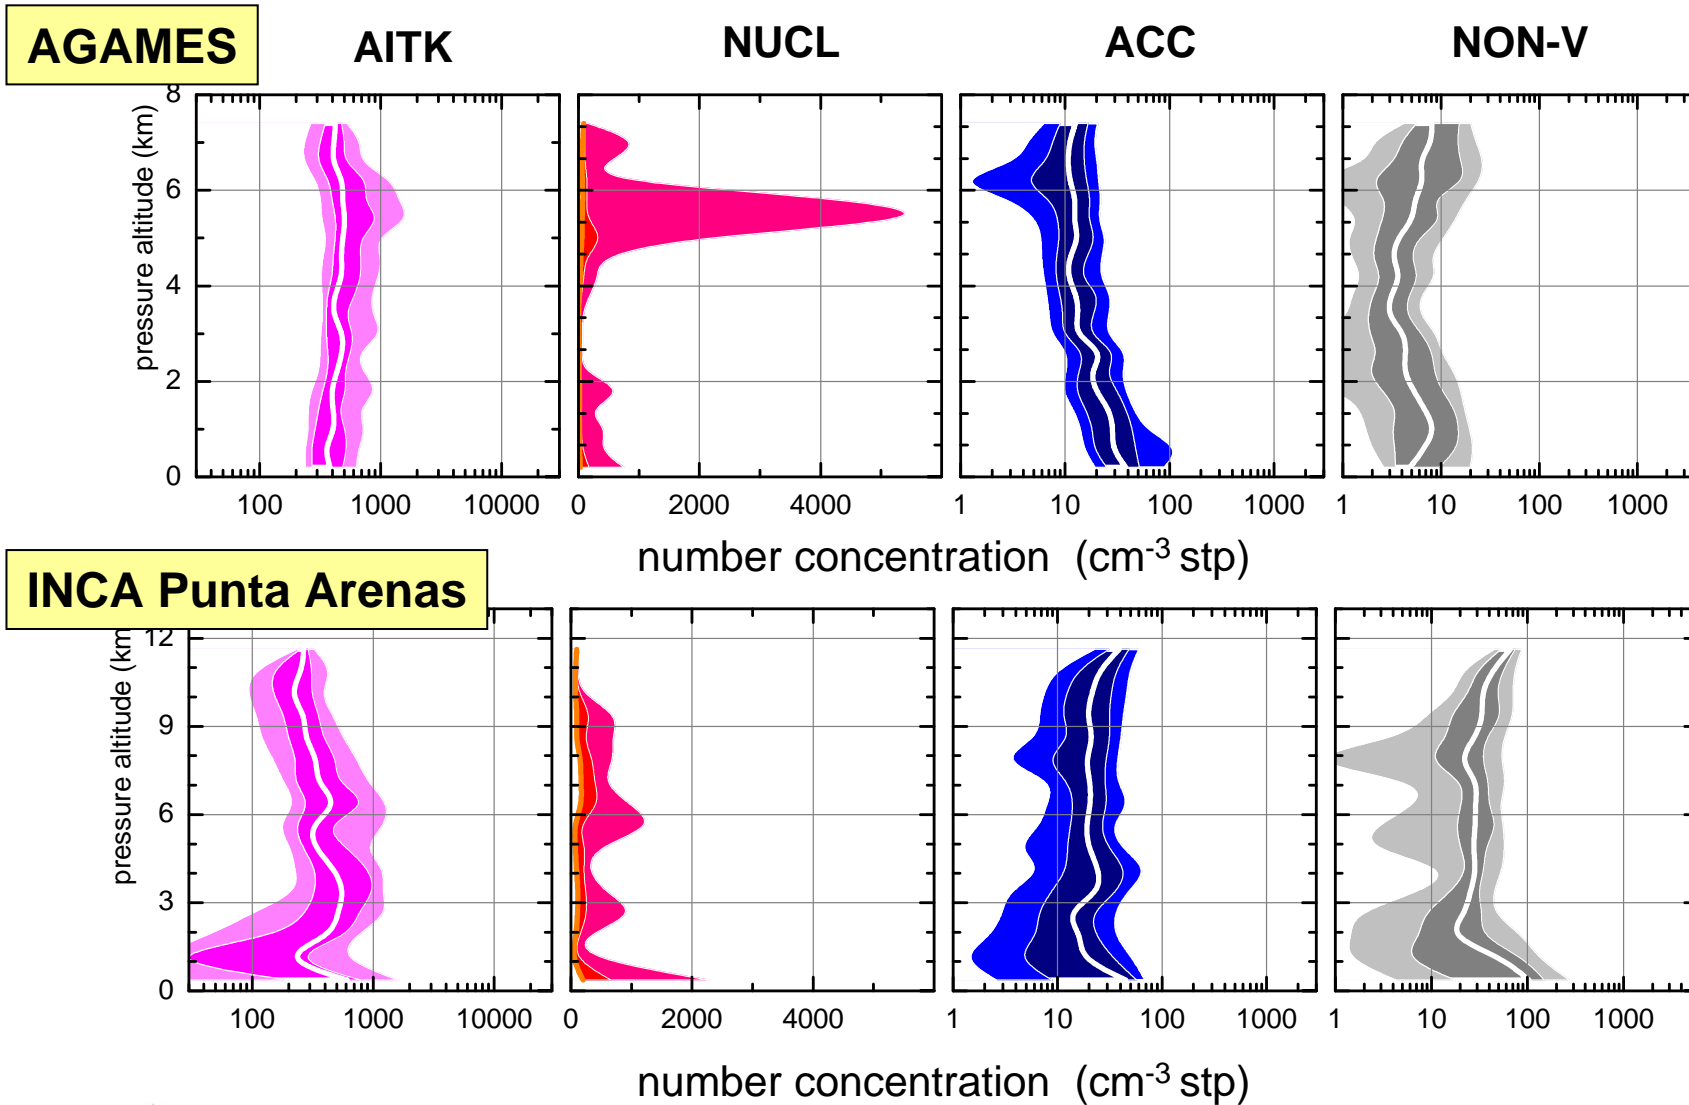 AGAMES AITK NUCL ACC NON-V
pressure altitude (km)
8
6
4
2
0
100 1000 10000 0 2000 4000 1 10 100 1000 1 10 100 1000
number concentration (cm-3 stp)
INCA Punta Arenas
pressure altitude (km
12
9
6
3
0
100 1000 10000 0 2000 4000 1 10 100 1000 1 10 100 1000
number concentration (cm-3 stp)